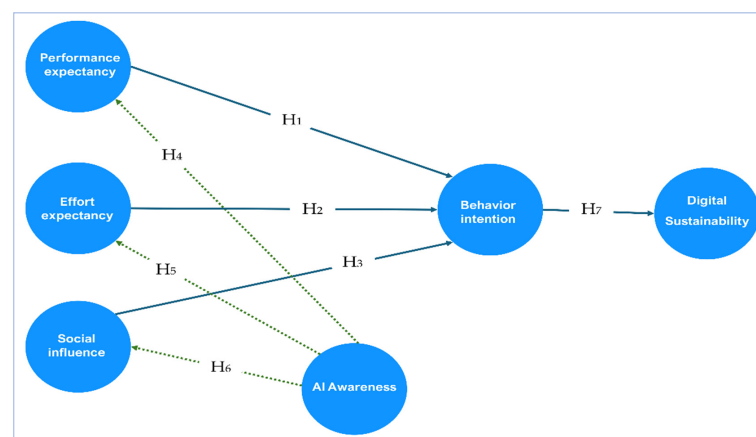 Performance
expectancy
H1
H4
Effort
expectancy
H2
Behavior
intention
H7
Digital
Sustainability
H5
H3
Social
influence
H6
AI Awareness